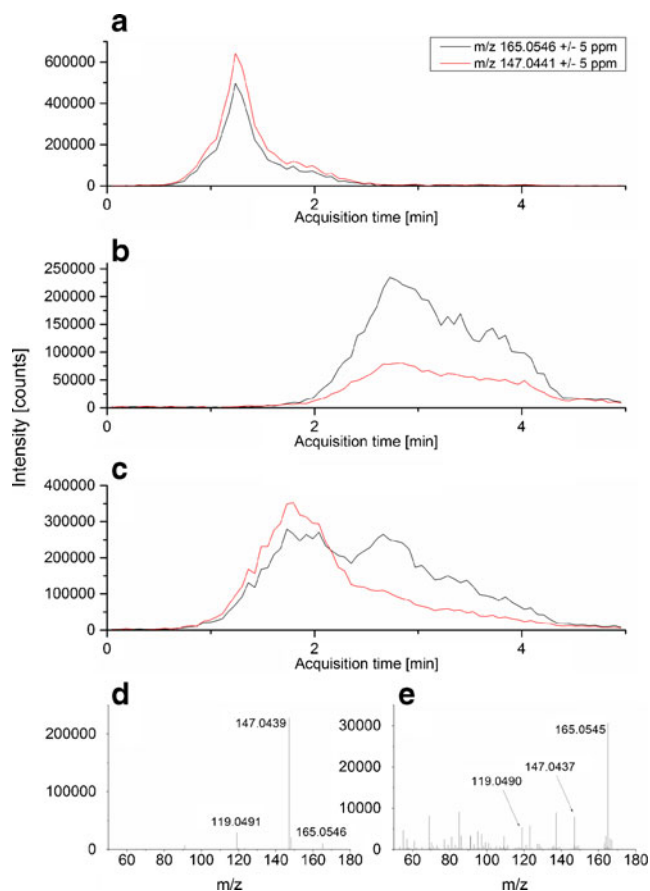 a
m/z 165.0546 +/- 5 ppm
m/z 147.0441 +/- 5 ppm
600000
500000
400000
300000
200000
100000
0
0 2 4
Acquisition time [min]
b
250000
200000
150000
100000
50000
0
0 2 4
Acquisition time [min]
Intensity [counts]
c
400000
300000
200000
100000
0
0 2 4
Acquisition time [min]
d
200000
100000
0
147.0439
119.0491
165.0546
60 80 100 120 140 160 180
m/z
e
30000
20000
10000
0
165.0545
147.0437
119.0490
60 80 100 120 140 160 180
m/z